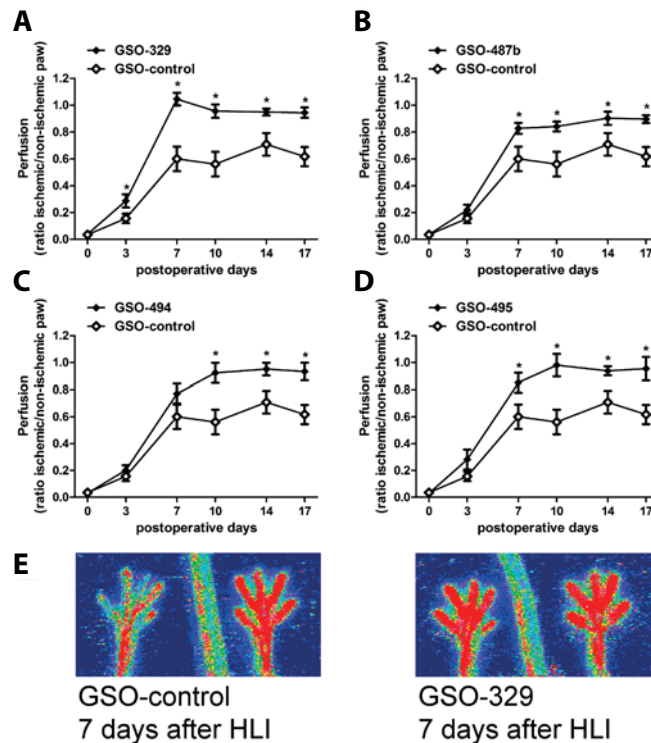 A
GSO-329
GSO-control
Perfusion
(ratio ischemic/non-ischemic paw)
1.2
1.0
0.8
0.6
0.4
0.2
0.0
* * * * *
0 3 7 10 14 17
postoperative days
B
GSO-487b
GSO-control
Perfusion
(ratio ischemic/non-ischemic paw)
1.2
1.0
0.8
0.6
0.4
0.2
0.0
* * * *
0 3 7 10 14 17
postoperative days
C
GSO-494
GSO-control
Perfusion
(ratio ischemic/non-ischemic paw)
1.2
1.0
0.8
0.6
0.4
0.2
0.0
* * *
0 3 7 10 14 17
postoperative days
D
GSO-495
GSO-control
Perfusion
(ratio ischemic/non-ischemic paw)
1.2
1.0
0.8
0.6
0.4
0.2
0.0
* * * *
0 3 7 10 14 17
postoperative days
E
GSO-control
7 days after HLI
GSO-329
7 days after HLI